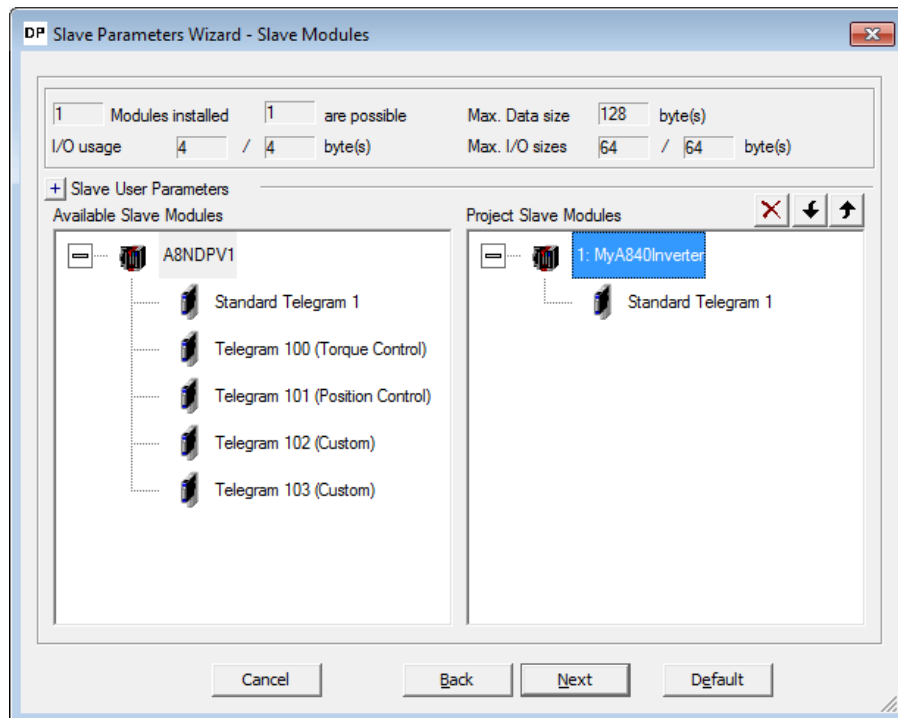 DP Slave Parameters Wizard - Slave Modules
1 Modules installed 1 are possible Max. Data size 128 byte(s)
I/O usage 4 / 4 byte(s) Max. I/O sizes 64 / 64 byte(s)
+ Slave User Parameters
Available Slave Modules Project Slave Modules
A8NDPV1 1: MyA840Inverter
Standard Telegram 1 Standard Telegram 1
Telegram 100 (Torque Control)
Telegram 101 (Position Control)
Telegram 102 (Custom)
Telegram 103 (Custom)
Cancel Back Next Default